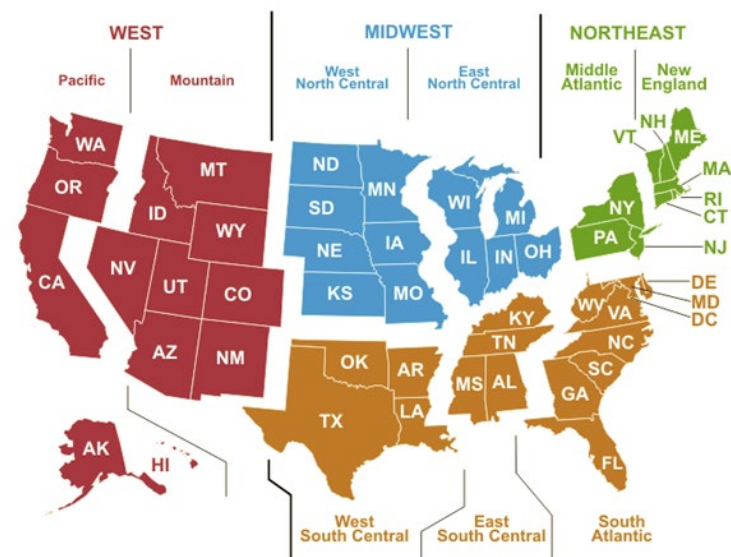 WEST
MIDWEST
NORTHEAST
Pacific
Mountain
West
North Central
East
North Central
Middle
Atlantic
New
England
WA
OR
CA
NV
ID
MT
WY
UT
CO
AZ
NM
AK
HI
ND
SD
NE
KS
MN
IA
MO
WI
IL
MI
IN
OH
NH
VT
ME
MA
RI
CT
NY
PA
NJ
OK
TX
AR
LA
KY
TN
MS
AL
DE
MD
DC
WV
VA
NC
SC
GA
FL
West
South Central
East
South Central
South
Atlantic